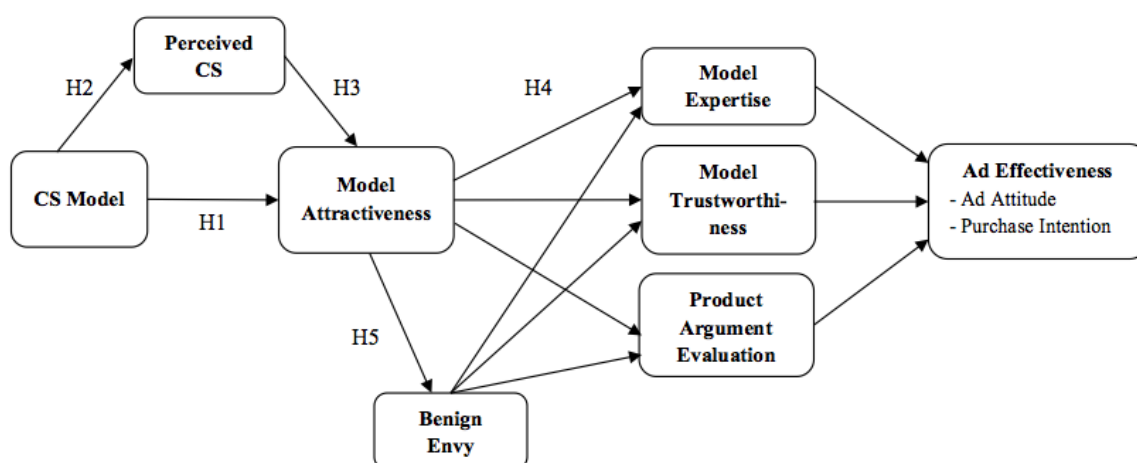 Perceived
CS
H2
H3
CS Model
H1
Model
Attractiveness
H4
H5
Benign
Envy
Model
Expertise
Model
Trustworthi-
ness
Product
Argument
Evaluation
Ad Effectiveness
- Ad Attitude
- Purchase Intention